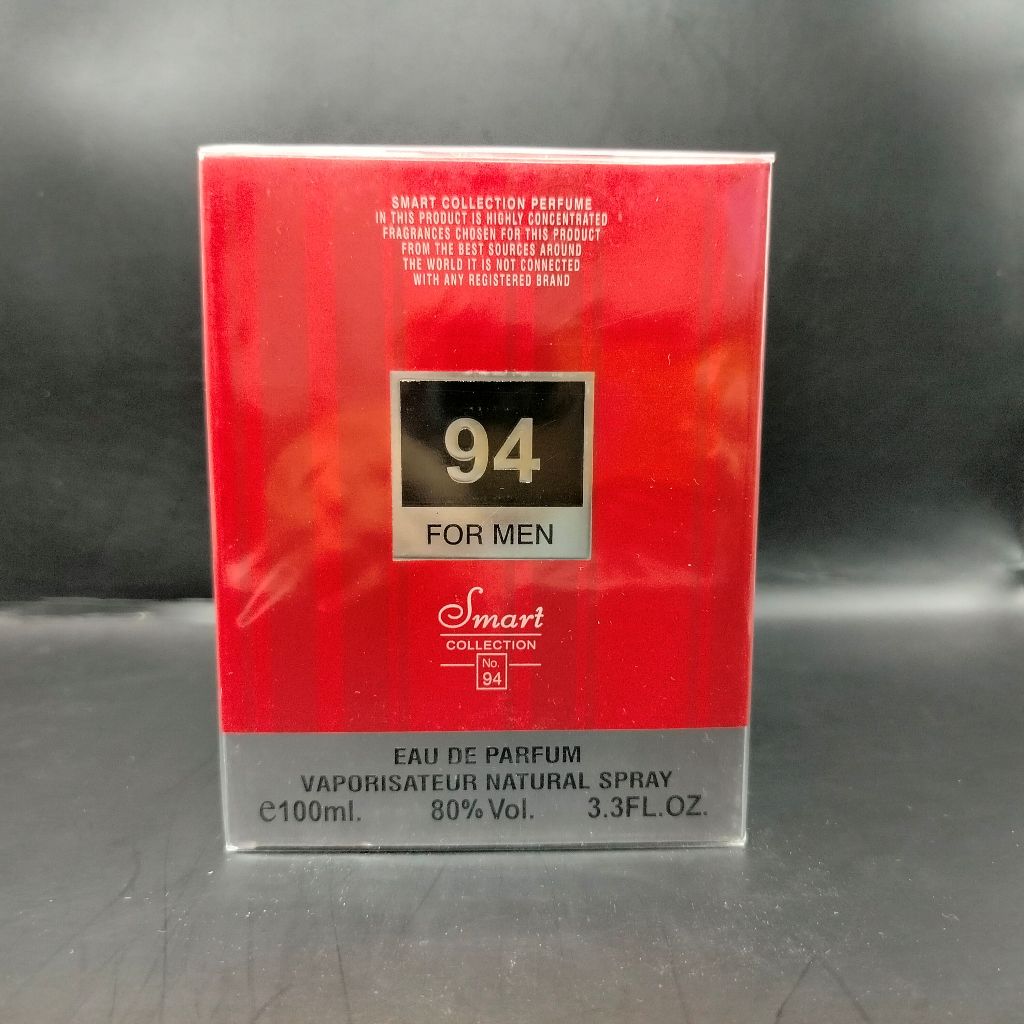 SMART COLLECTION PERFUME
IN THIS PRODUCT IS HIGHLY CONCENTRATED
FRAGRANCES CHOSEN FOR THIS PRODUCT
FROM THE BEST SOURCES AROUND
THE WORLD IT IS NOT CONNECTED
WITH ANY REGISTERED BRAND
94
FOR MEN
Smart
COLLECTION
No.
94
EAU DE PARFUM
VAPORISATEUR NATURAL SPRAY
℮100ml. 80% Vol. 3.3FL.OZ.